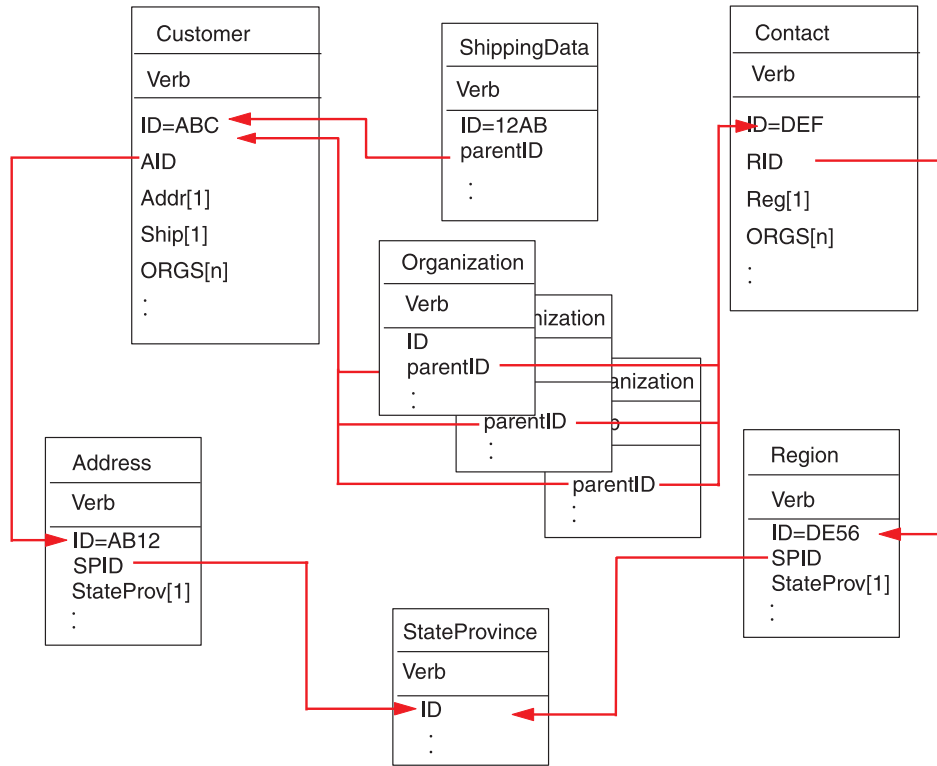 Customer
Verb
ID=ABC
AID
Addr[1]
Ship[1]
ORGS[n]
:
ShippingData
Verb
ID=12AB
parentID
:
Contact
Verb
ID=DEF
RID
Reg[1]
ORGS[n]
:
Organization
Verb
ID
parentID
:
nization
parentID
:
anization
parentID
:
Address
Verb
ID=AB12
SPID
StateProv[1]
:
Region
Verb
ID=DE56
SPID
StateProv[1]
:
StateProvince
Verb
ID
: